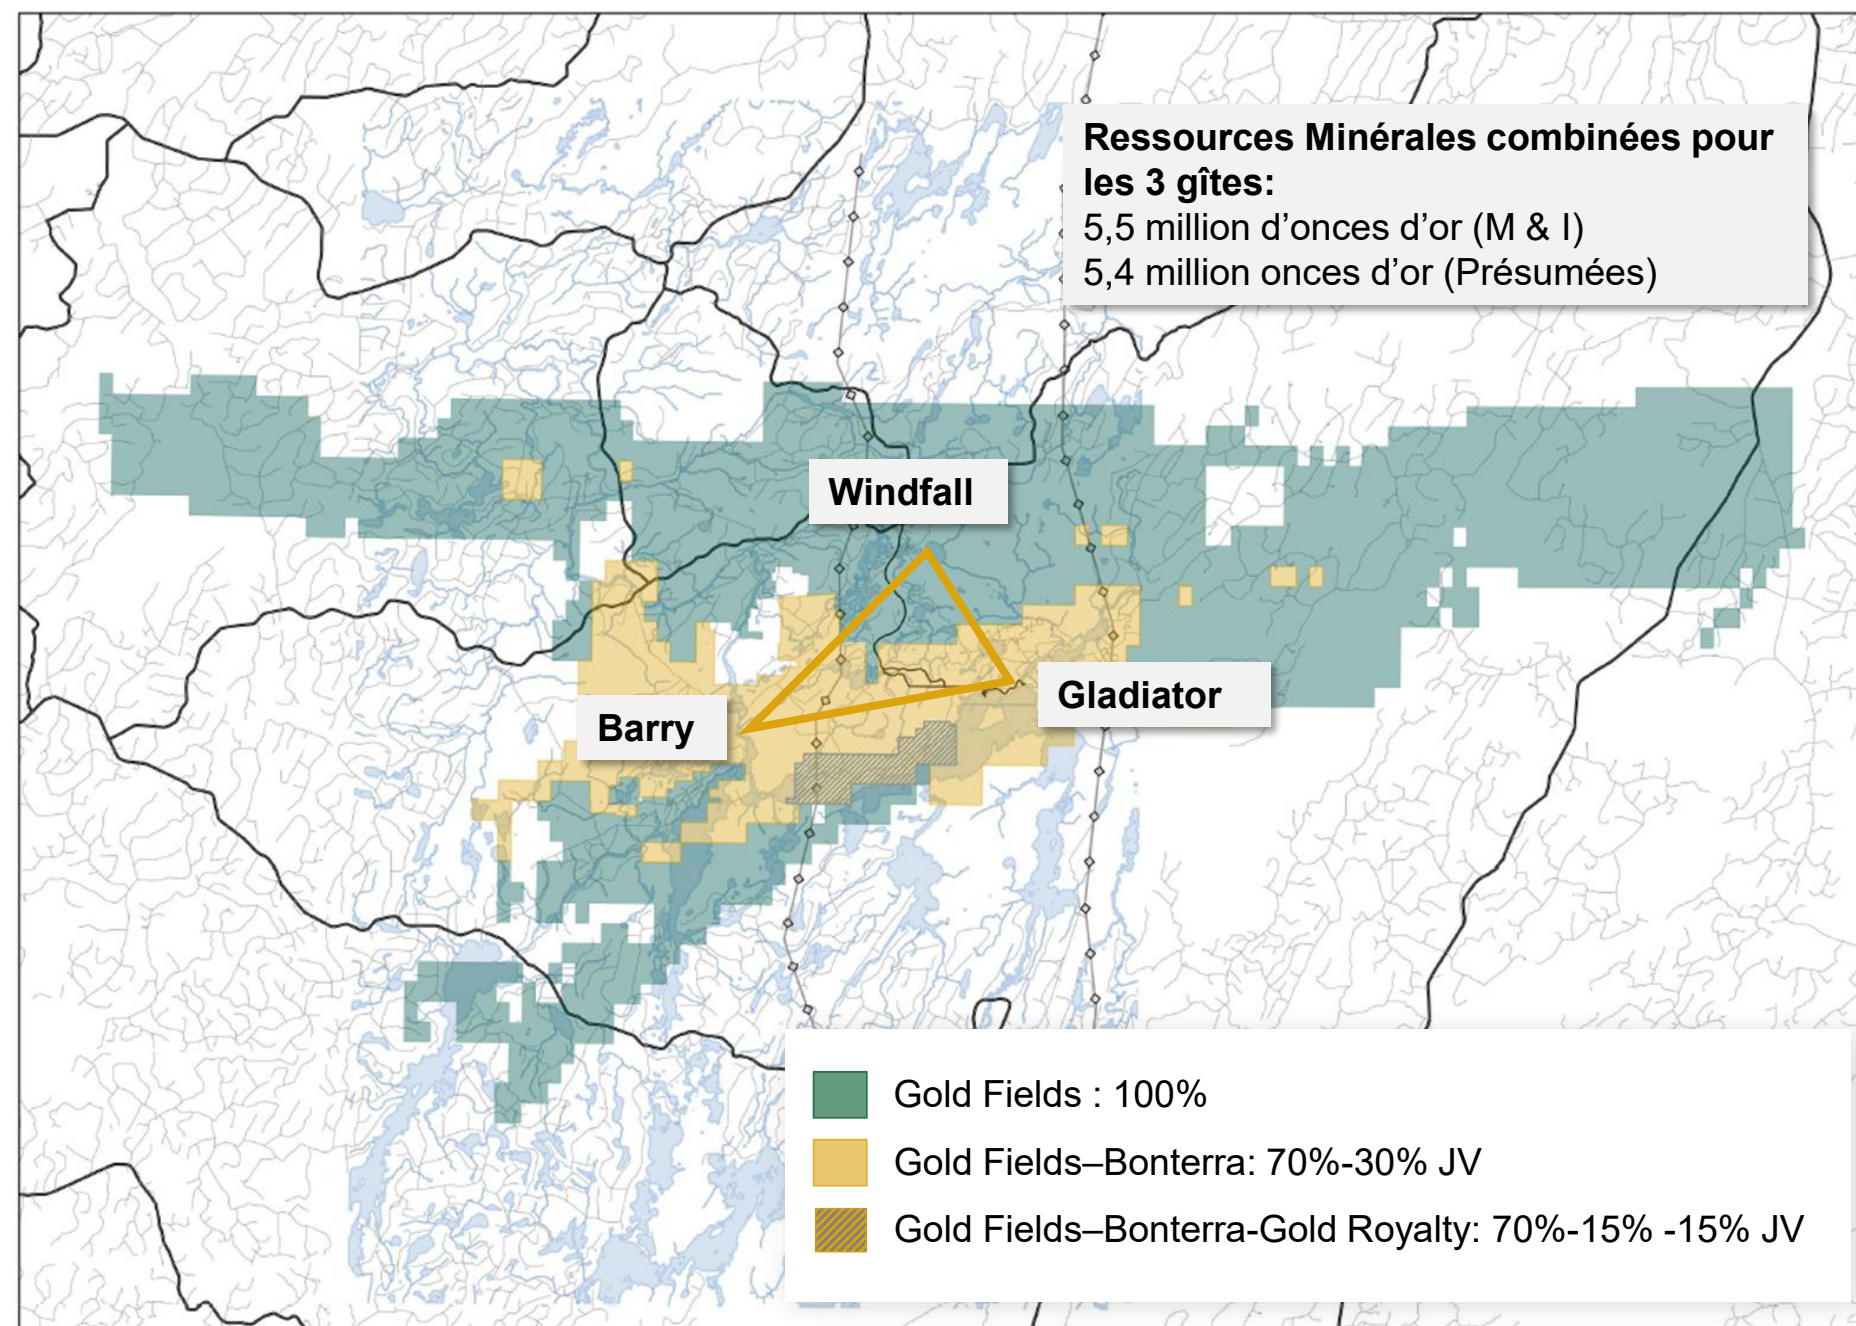 Ressources Minérales combinées pour
les 3 gîtes:
5,5 million d’onces d’or (M & I)
5,4 million onces d’or (Présumées)
Windfall
Gladiator
Barry
Gold Fields : 100%
Gold Fields–Bonterra: 70%-30% JV
Gold Fields–Bonterra-Gold Royalty: 70%-15% -15% JV